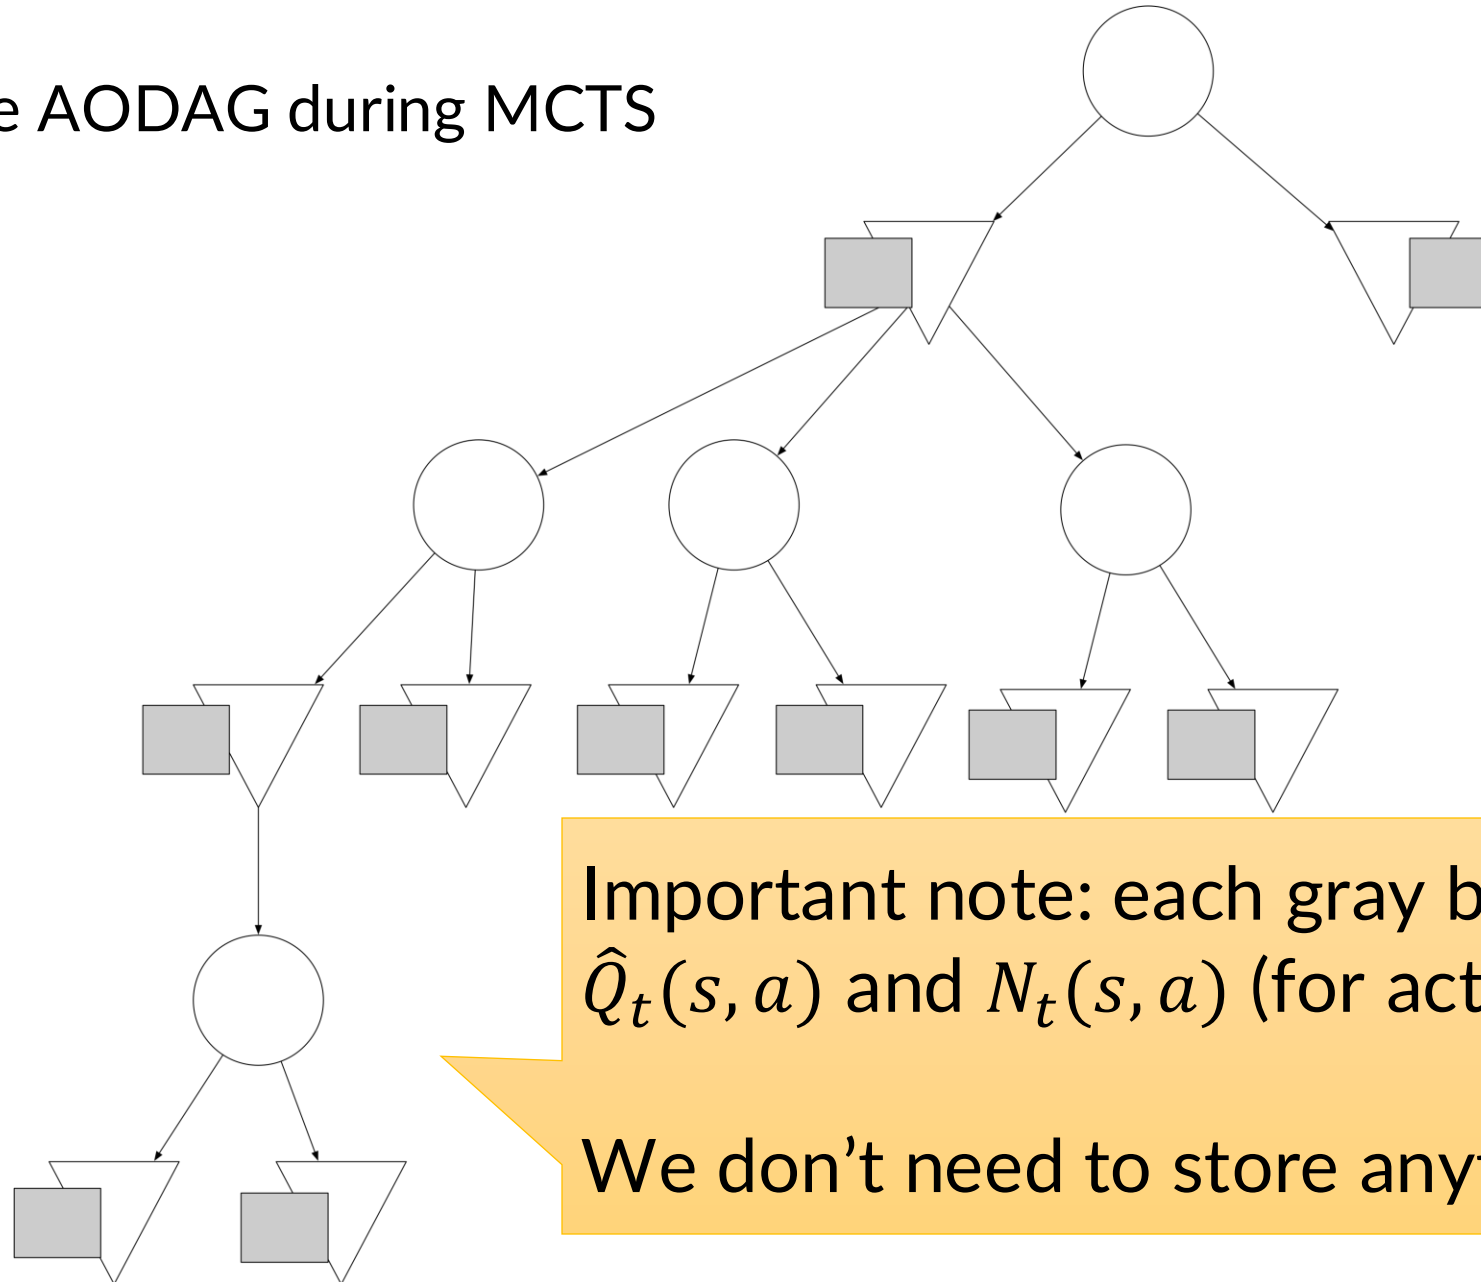 e AODAG during MCTS
Important note: each gray b
Q̂ₜ(s, a) and Nₜ(s, a) (for act
We don’t need to store any